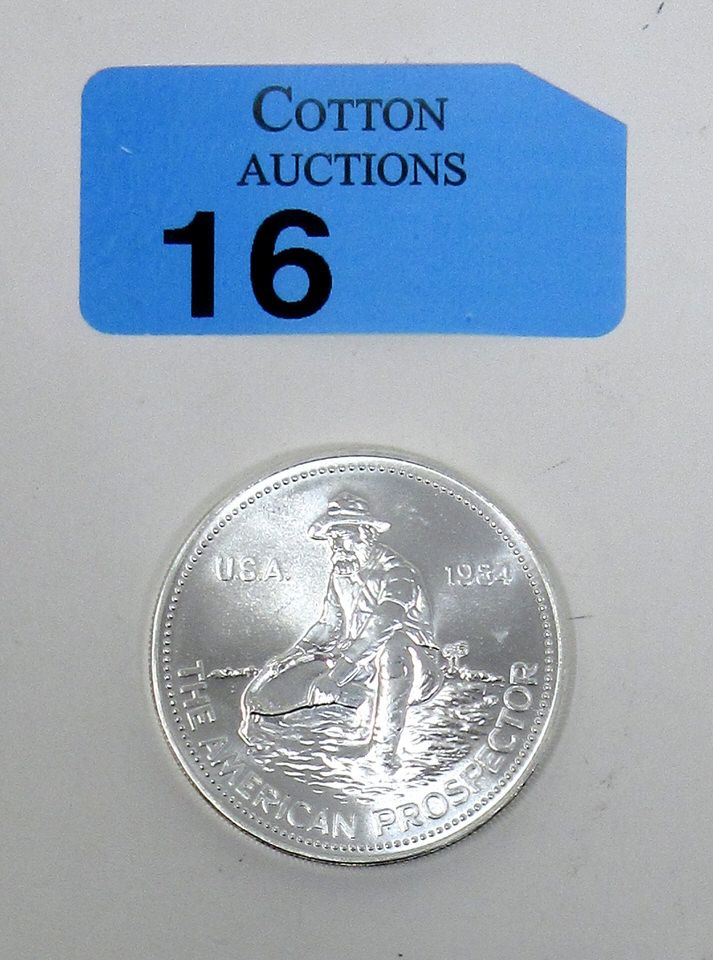 COTTON
AUCTIONS
16
U.S.A. 1984
THE AMERICAN PROSPECTOR